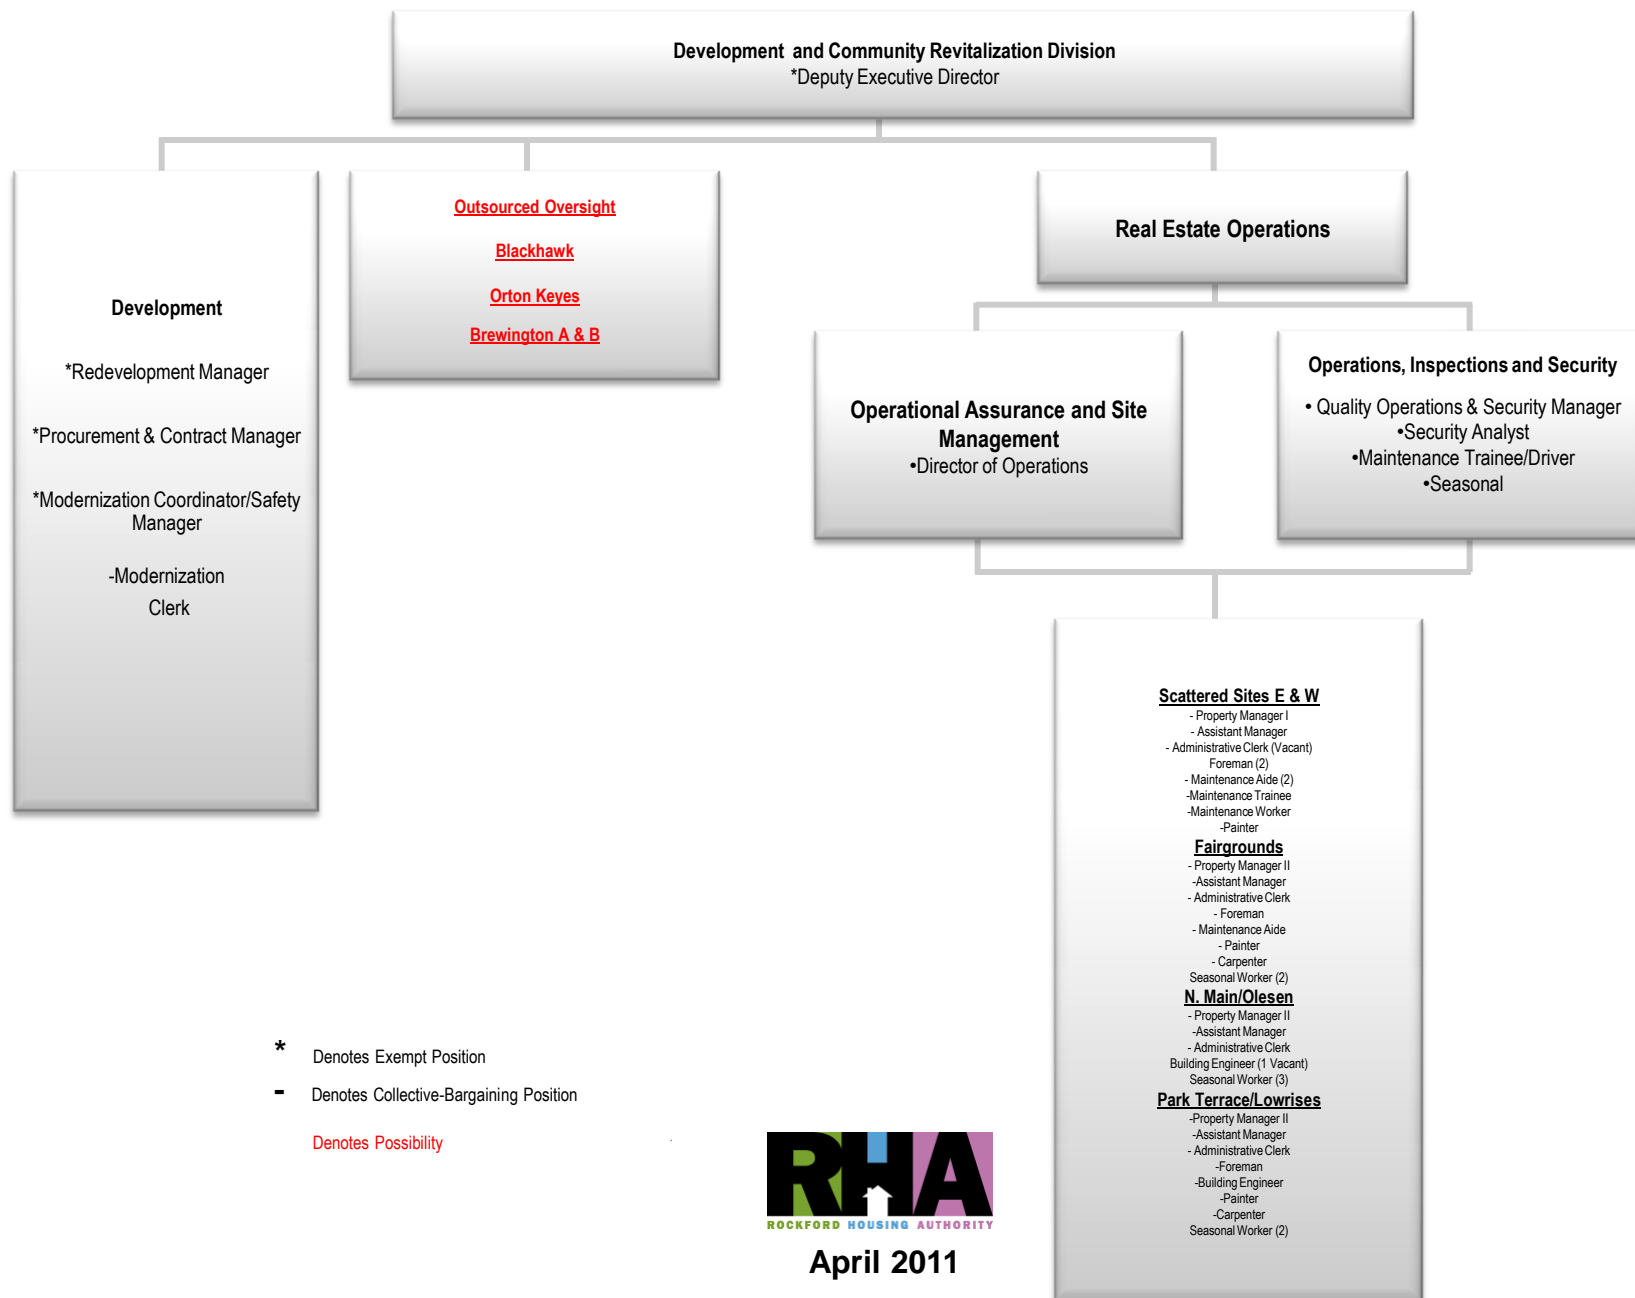 Development and Community Revitalization Division
*Deputy Executive Director
Development
*Redevelopment Manager
*Procurement & Contract Manager
*Modernization Coordinator/Safety
Manager
-Modernization
Clerk
Outsourced Oversight
Blackhawk
Orton Keyes
Brewington A & B
Real Estate Operations
Operational Assurance and Site
Management
•Director of Operations
Operations, Inspections and Security
• Quality Operations & Security Manager
•Security Analyst
•Maintenance Trainee/Driver
•Seasonal
Scattered Sites E & W
- Property Manager I
- Assistant Manager
- Administrative Clerk (Vacant)
Foreman (2)
- Maintenance Aide (2)
-Maintenance Trainee
-Maintenance Worker
-Painter
Fairgrounds
- Property Manager II
-Assistant Manager
- Administrative Clerk
- Foreman
- Maintenance Aide
- Painter
- Carpenter
Seasonal Worker (2)
N. Main/Olesen
- Property Manager II
-Assistant Manager
- Administrative Clerk
Building Engineer (1 Vacant)
Seasonal Worker (3)
Park Terrace/Lowrises
-Property Manager II
-Assistant Manager
- Administrative Clerk
-Foreman
-Building Engineer
-Painter
-Carpenter
Seasonal Worker (2)
* Denotes Exempt Position
- Denotes Collective-Bargaining Position
Denotes Possibility
RHA
ROCKFORD HOUSING AUTHORITY
April 2011